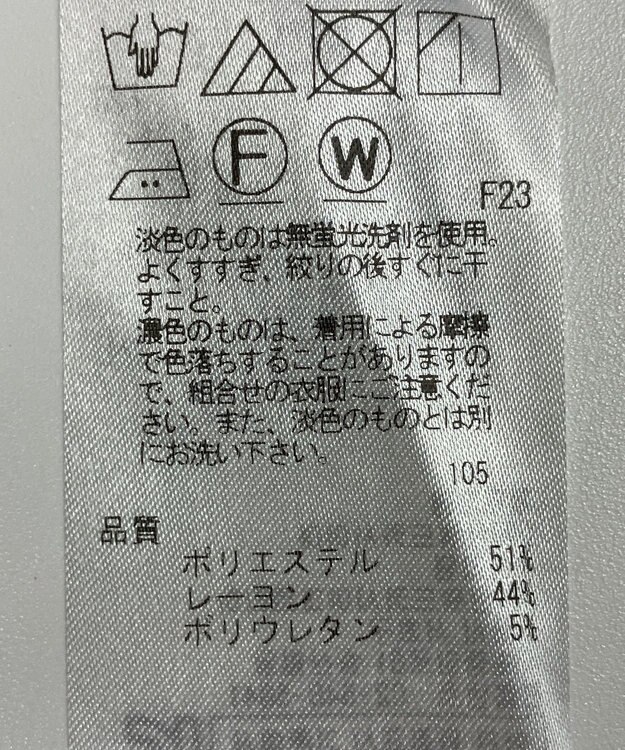 F W
F23
淡色のものは無蛍光洗剤を使用。
よくすすぎ、絞りの後すぐに干
すこと。
濃色のものは、着用による摩擦
で色落ちすることがありますの
で、組合せの衣服にご注意くだ
さい。また、淡色のものとは別
にお洗い下さい。
105
品質
ポリエステル 51%
レーヨン 44%
ポリウレタン 5%